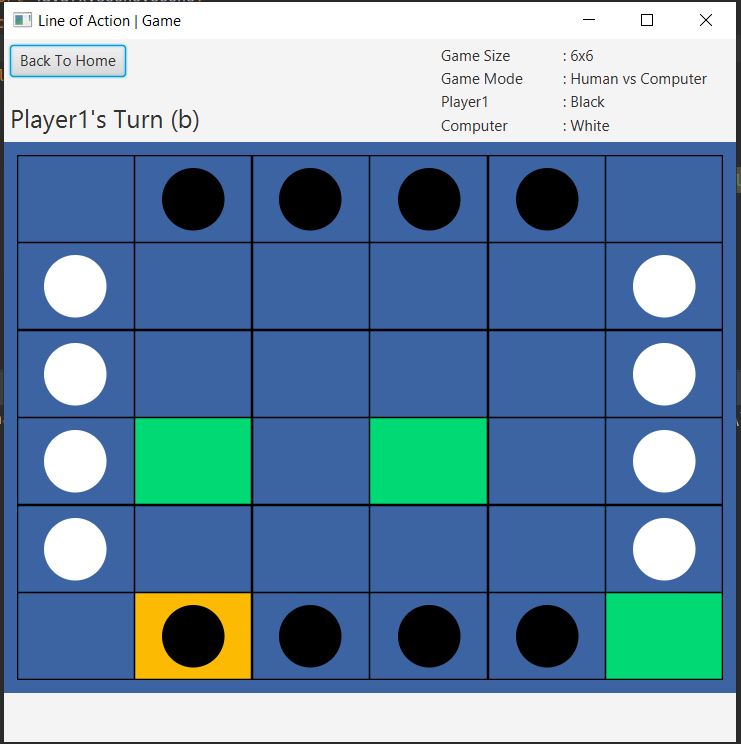 Line of Action | Game
Back To Home
Game Size : 6x6
Game Mode : Human vs Computer
Player1 : Black
Computer : White
Player1's Turn (b)